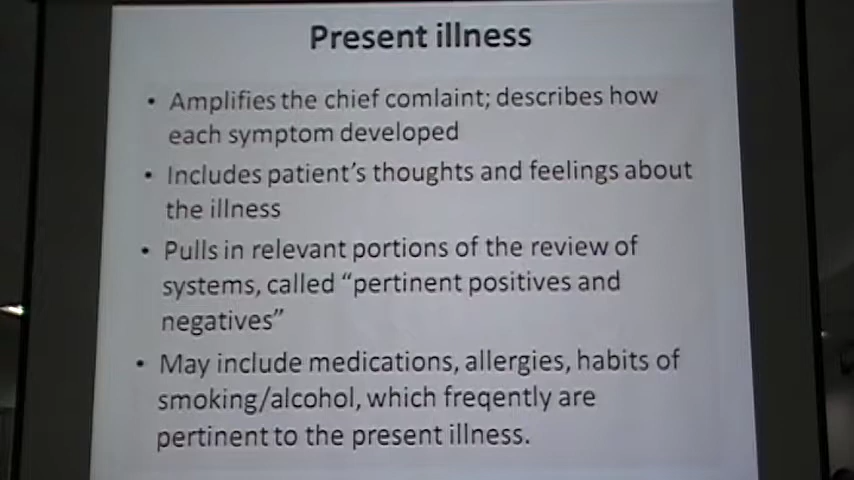 Present illness
• Amplifies the chief comlaint; describes how
each symptom developed
• Includes patient's thoughts and feelings about
the illness
• Pulls in relevant portions of the review of
systems, called “pertinent positives and
negatives”
• May include medications, allergies, habits of
smoking/alcohol, which freqently are
pertinent to the present illness.